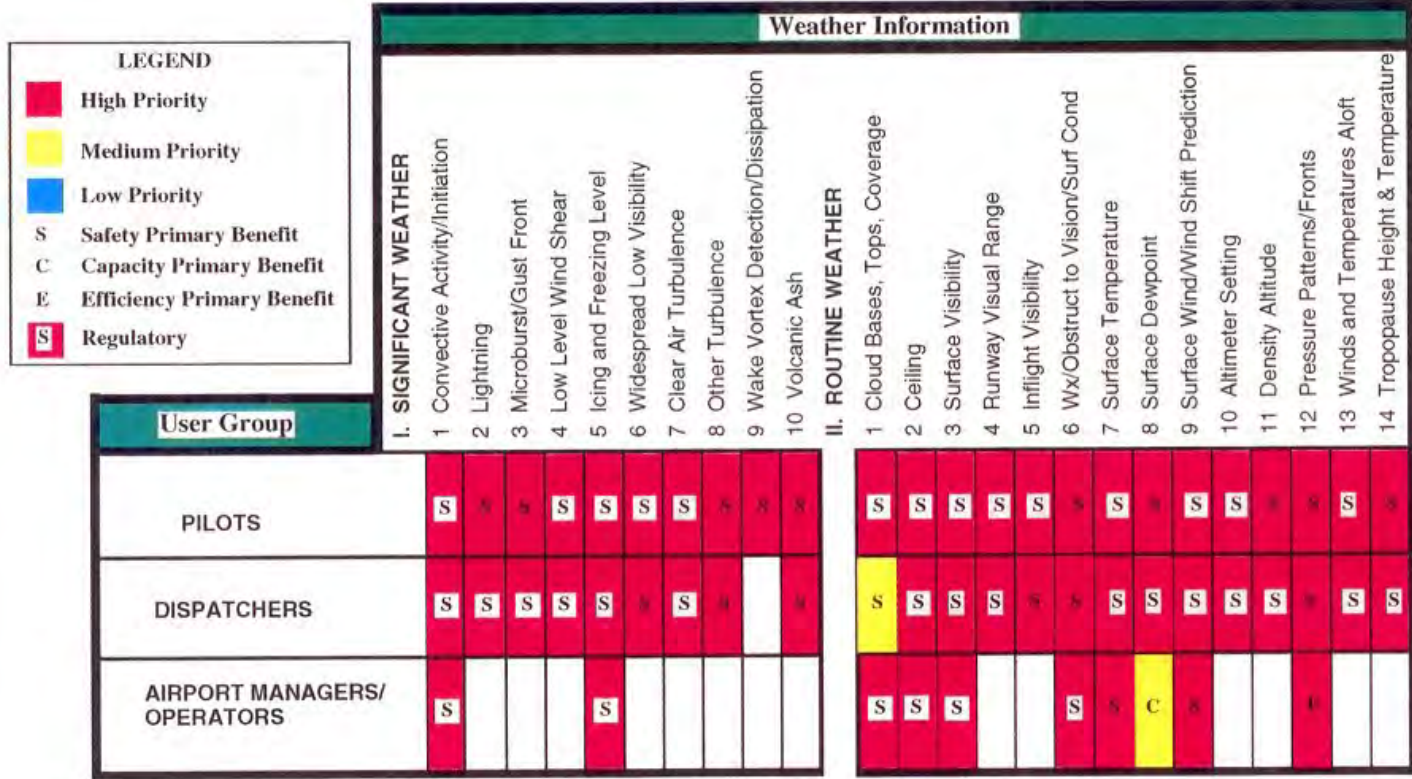 Weather Information
LEGEND
High Priority
Medium Priority
Low Priority
S Safety Primary Benefit
C Capacity Primary Benefit
E Efficiency Primary Benefit
S Regulatory
I. SIGNIFICANT WEATHER
1 Convective Activity/Initiation
2 Lightning
3 Microburst/Gust Front
4 Low Level Wind Shear
5 Icing and Freezing Level
6 Widespread Low Visibility
7 Clear Air Turbulence
8 Other Turbulence
9 Wake Vortex Detection/Dissipation
10 Volcanic Ash
II. ROUTINE WEATHER
1 Cloud Bases, Tops, Coverage
2 Ceiling
3 Surface Visibility
4 Runway Visual Range
5 Inflight Visibility
6 Wx/Obstruct to Vision/Surf Cond
7 Surface Temperature
8 Surface Dewpoint
9 Surface Wind/Wind Shift Prediction
10 Altimeter Setting
11 Density Altitude
12 Pressure Patterns/Fronts
13 Winds and Temperatures Aloft
14 Tropopause Height & Temperature
User Group
PILOTS S S S S S S S S S S S S S S S S S S S S S S S S
DISPATCHERS S S S S S S S S S S S S S S S S S S S S S S S
AIRPORT MANAGERS/
OPERATORS S S S S S S S C S